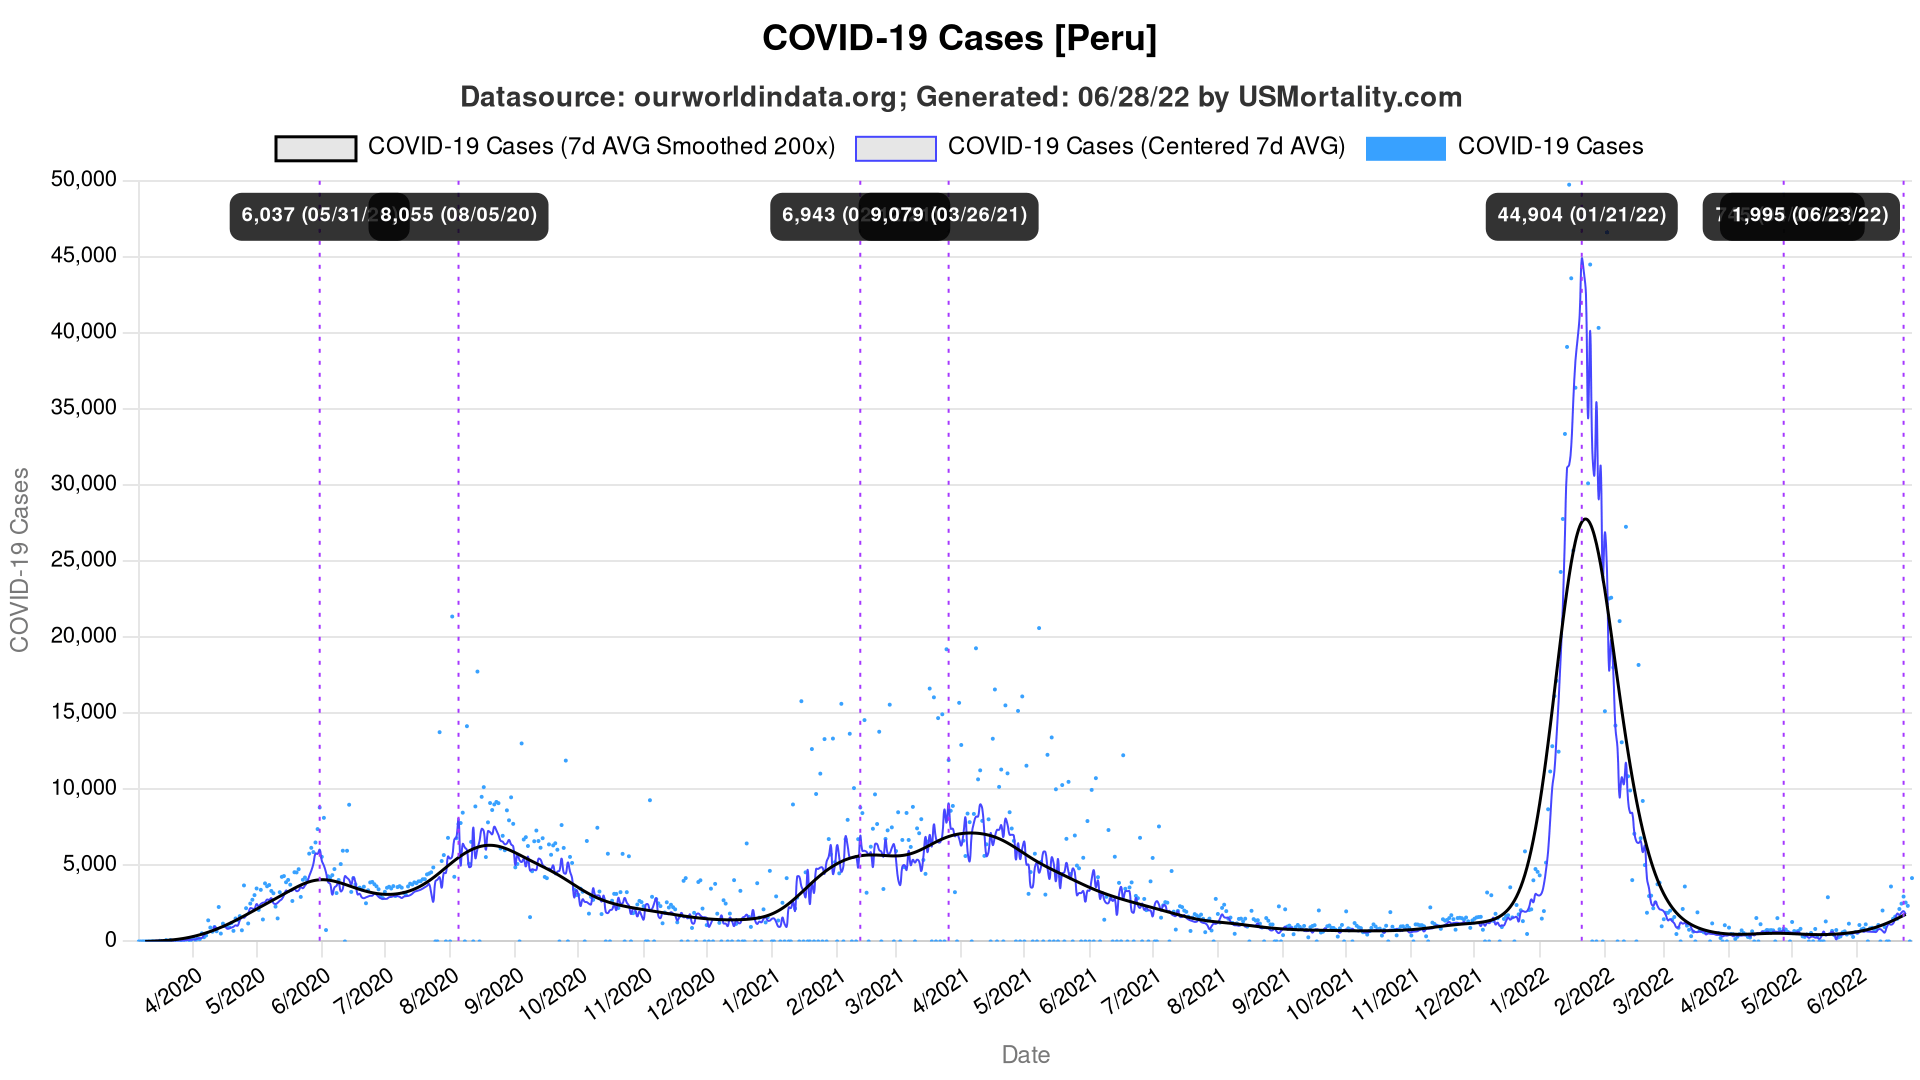 COVID-19 Cases [Peru]
Datasource: ourworldindata.org; Generated: 06/28/22 by USMortality.com
COVID-19 Cases (7d AVG Smoothed 200x) COVID-19 Cases (Centered 7d AVG) COVID-19 Cases
50,000
6,037 (05/31/ 8,055 (08/05/20) 6,943 9,079 (03/26/21) 44,904 (01/21/22) 1,995 (06/23/22)
45,000
40,000
35,000
30,000
25,000
20,000
15,000
10,000
5,000
0
COVID-19 Cases
4/2020 5/2020 6/2020 7/2020 8/2020 9/2020 10/2020 11/2020 12/2020 1/2021 2/2021 3/2021 4/2021 5/2021 6/2021 7/2021 8/2021 9/2021 10/2021 11/2021 12/2021 1/2022 2/2022 3/2022 4/2022 5/2022 6/2022
Date